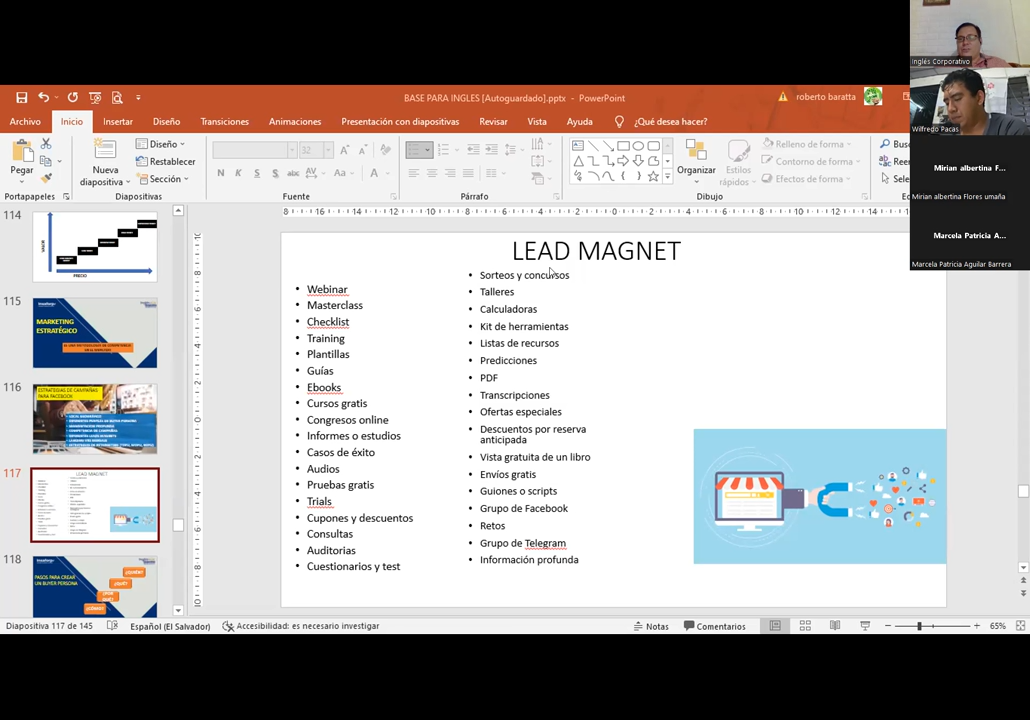 BASE PARA INGLES [Autoguardado].pptx - PowerPoint
roberto baratta
Archivo
Inicio
Insertar
Diseño
Transiciones
Animaciones
Presentación con diapositivas
Revisar
Vista
Ayuda
¿Qué desea hacer?
Pegar
Portapapeles
Nueva
diapositiva
Diseño
Restablecer
Sección
Diapositivas
32
N K S abc AV Aa A
Fuente
Párrafo
Organizar
Estilos
rápidos
Relleno de forma
Contorno de forma
Efectos de forma
Dibujo
Inglés Corporativo
Wilfredo Pacas
Mirian albertina F...
Mirian albertina Flores umaña
Marcela Patricia A...
Marcela Patricia Aguilar Barrera
114
VALOR
PRECIO
115
MARKETING
ESTRATÉGICO
116
ESTRATEGIAS DE CAMPAÑAS
PARA FACEBOOK
117
LEAD MAGNET
118
PASOS PARA CREAR
UN BUYER PERSONA
LEAD MAGNET
Webinar
Masterclass
Checklist
Training
Plantillas
Guías
Ebooks
Cursos gratis
Congresos online
Informes o estudios
Casos de éxito
Audios
Pruebas gratis
Trials
Cupones y descuentos
Consultas
Auditorias
Cuestionarios y test
Sorteos y concursos
Talleres
Calculadoras
Kit de herramientas
Listas de recursos
Predicciones
PDF
Transcripciones
Ofertas especiales
Descuentos por reserva
anticipada
Vista gratuita de un libro
Envíos gratis
Guiones o scripts
Grupo de Facebook
Retos
Grupo de Telegram
Información profunda
Diapositiva 117 de 145
Español (El Salvador)
Accesibilidad: es necesario investigar
Notas
Comentarios
65%